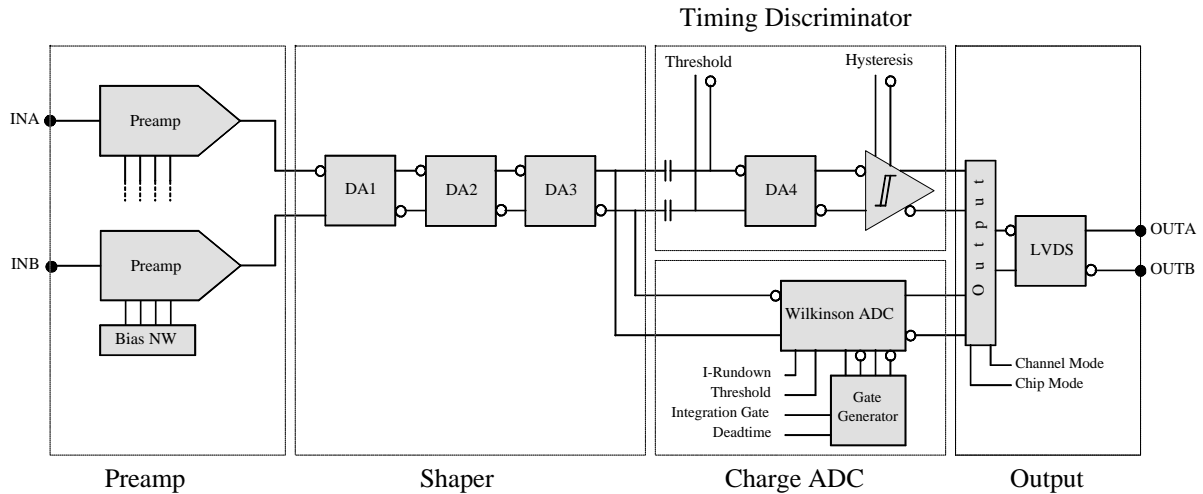 Timing Discriminator
Threshold
Hysteresis
INA
Preamp
DA1
DA2
DA3
DA4
Output
LVDS
OUTA
OUTB
INB
Preamp
Bias NW
Wilkinson ADC
I-Rundown
Threshold
Integration Gate
Deadtime
Gate
Generator
Channel Mode
Chip Mode
Preamp
Shaper
Charge ADC
Output